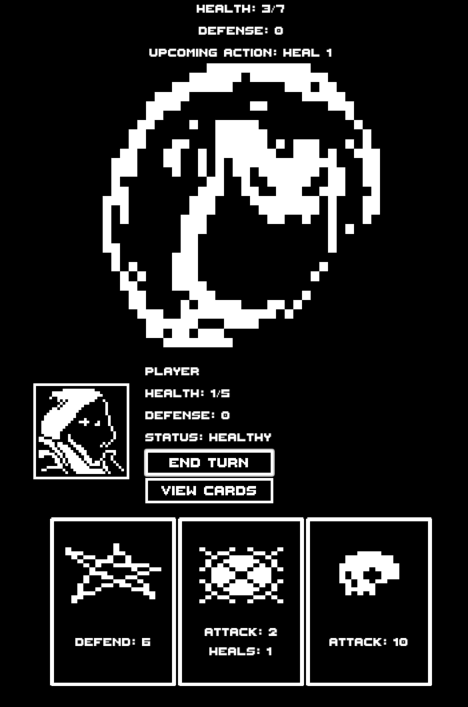 HEALTH: 3/7
DEFENSE: 0
UPCOMING ACTION: HEAL 1
PLAYER
HEALTH: 1/5
DEFENSE: 0
STATUS: HEALTHY
END TURN
VIEW CARDS
DEFEND: 6
ATTACK: 2
HEALS: 1
ATTACK: 10